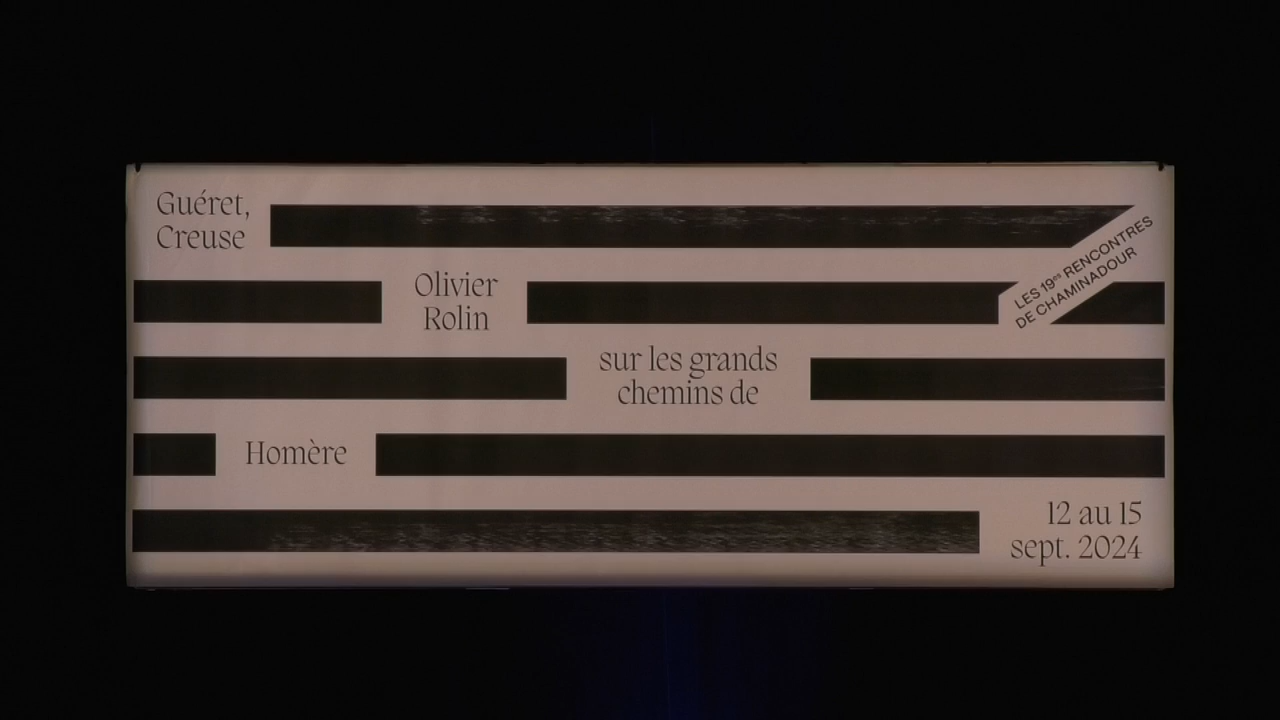 Guéret,
Creuse
LES 19es RENCONTRES
DE CHAMINADOUR
Olivier
Rolin
sur les grands
chemins de
Homère
12 au 15
sept. 2024